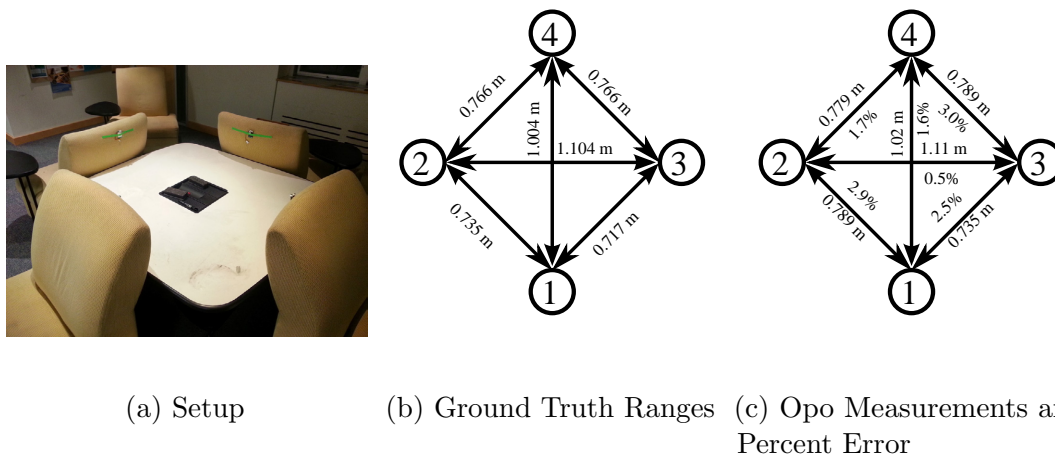 4
0.766 m
0.766 m
1.004 m
2
1.104 m
3
0.735 m
0.717 m
1
4
0.779 m
1.7%
1.02 m
1.6%
0.789 m
3.0%
2
1.11 m
3
0.5%
2.9%
0.789 m
2.5%
0.735 m
1
(a) Setup
(b) Ground Truth Ranges
(c) Opo Measurements
Percent Error